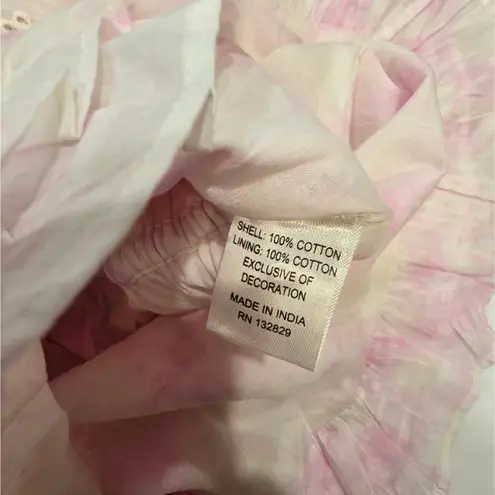 SHELL: 100% COTTON
LINING: 100% COTTON
EXCLUSIVE OF
DECORATION
MADE IN INDIA
RN 132829